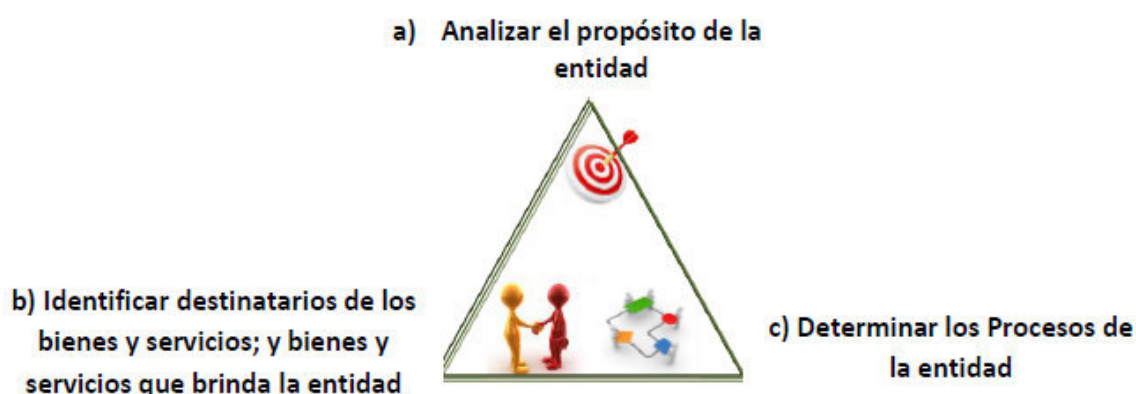 a) Analizar el propósito de la
entidad
b) Identificar destinatarios de los
bienes y servicios; y bienes y
servicios que brinda la entidad
c) Determinar los Procesos de
la entidad